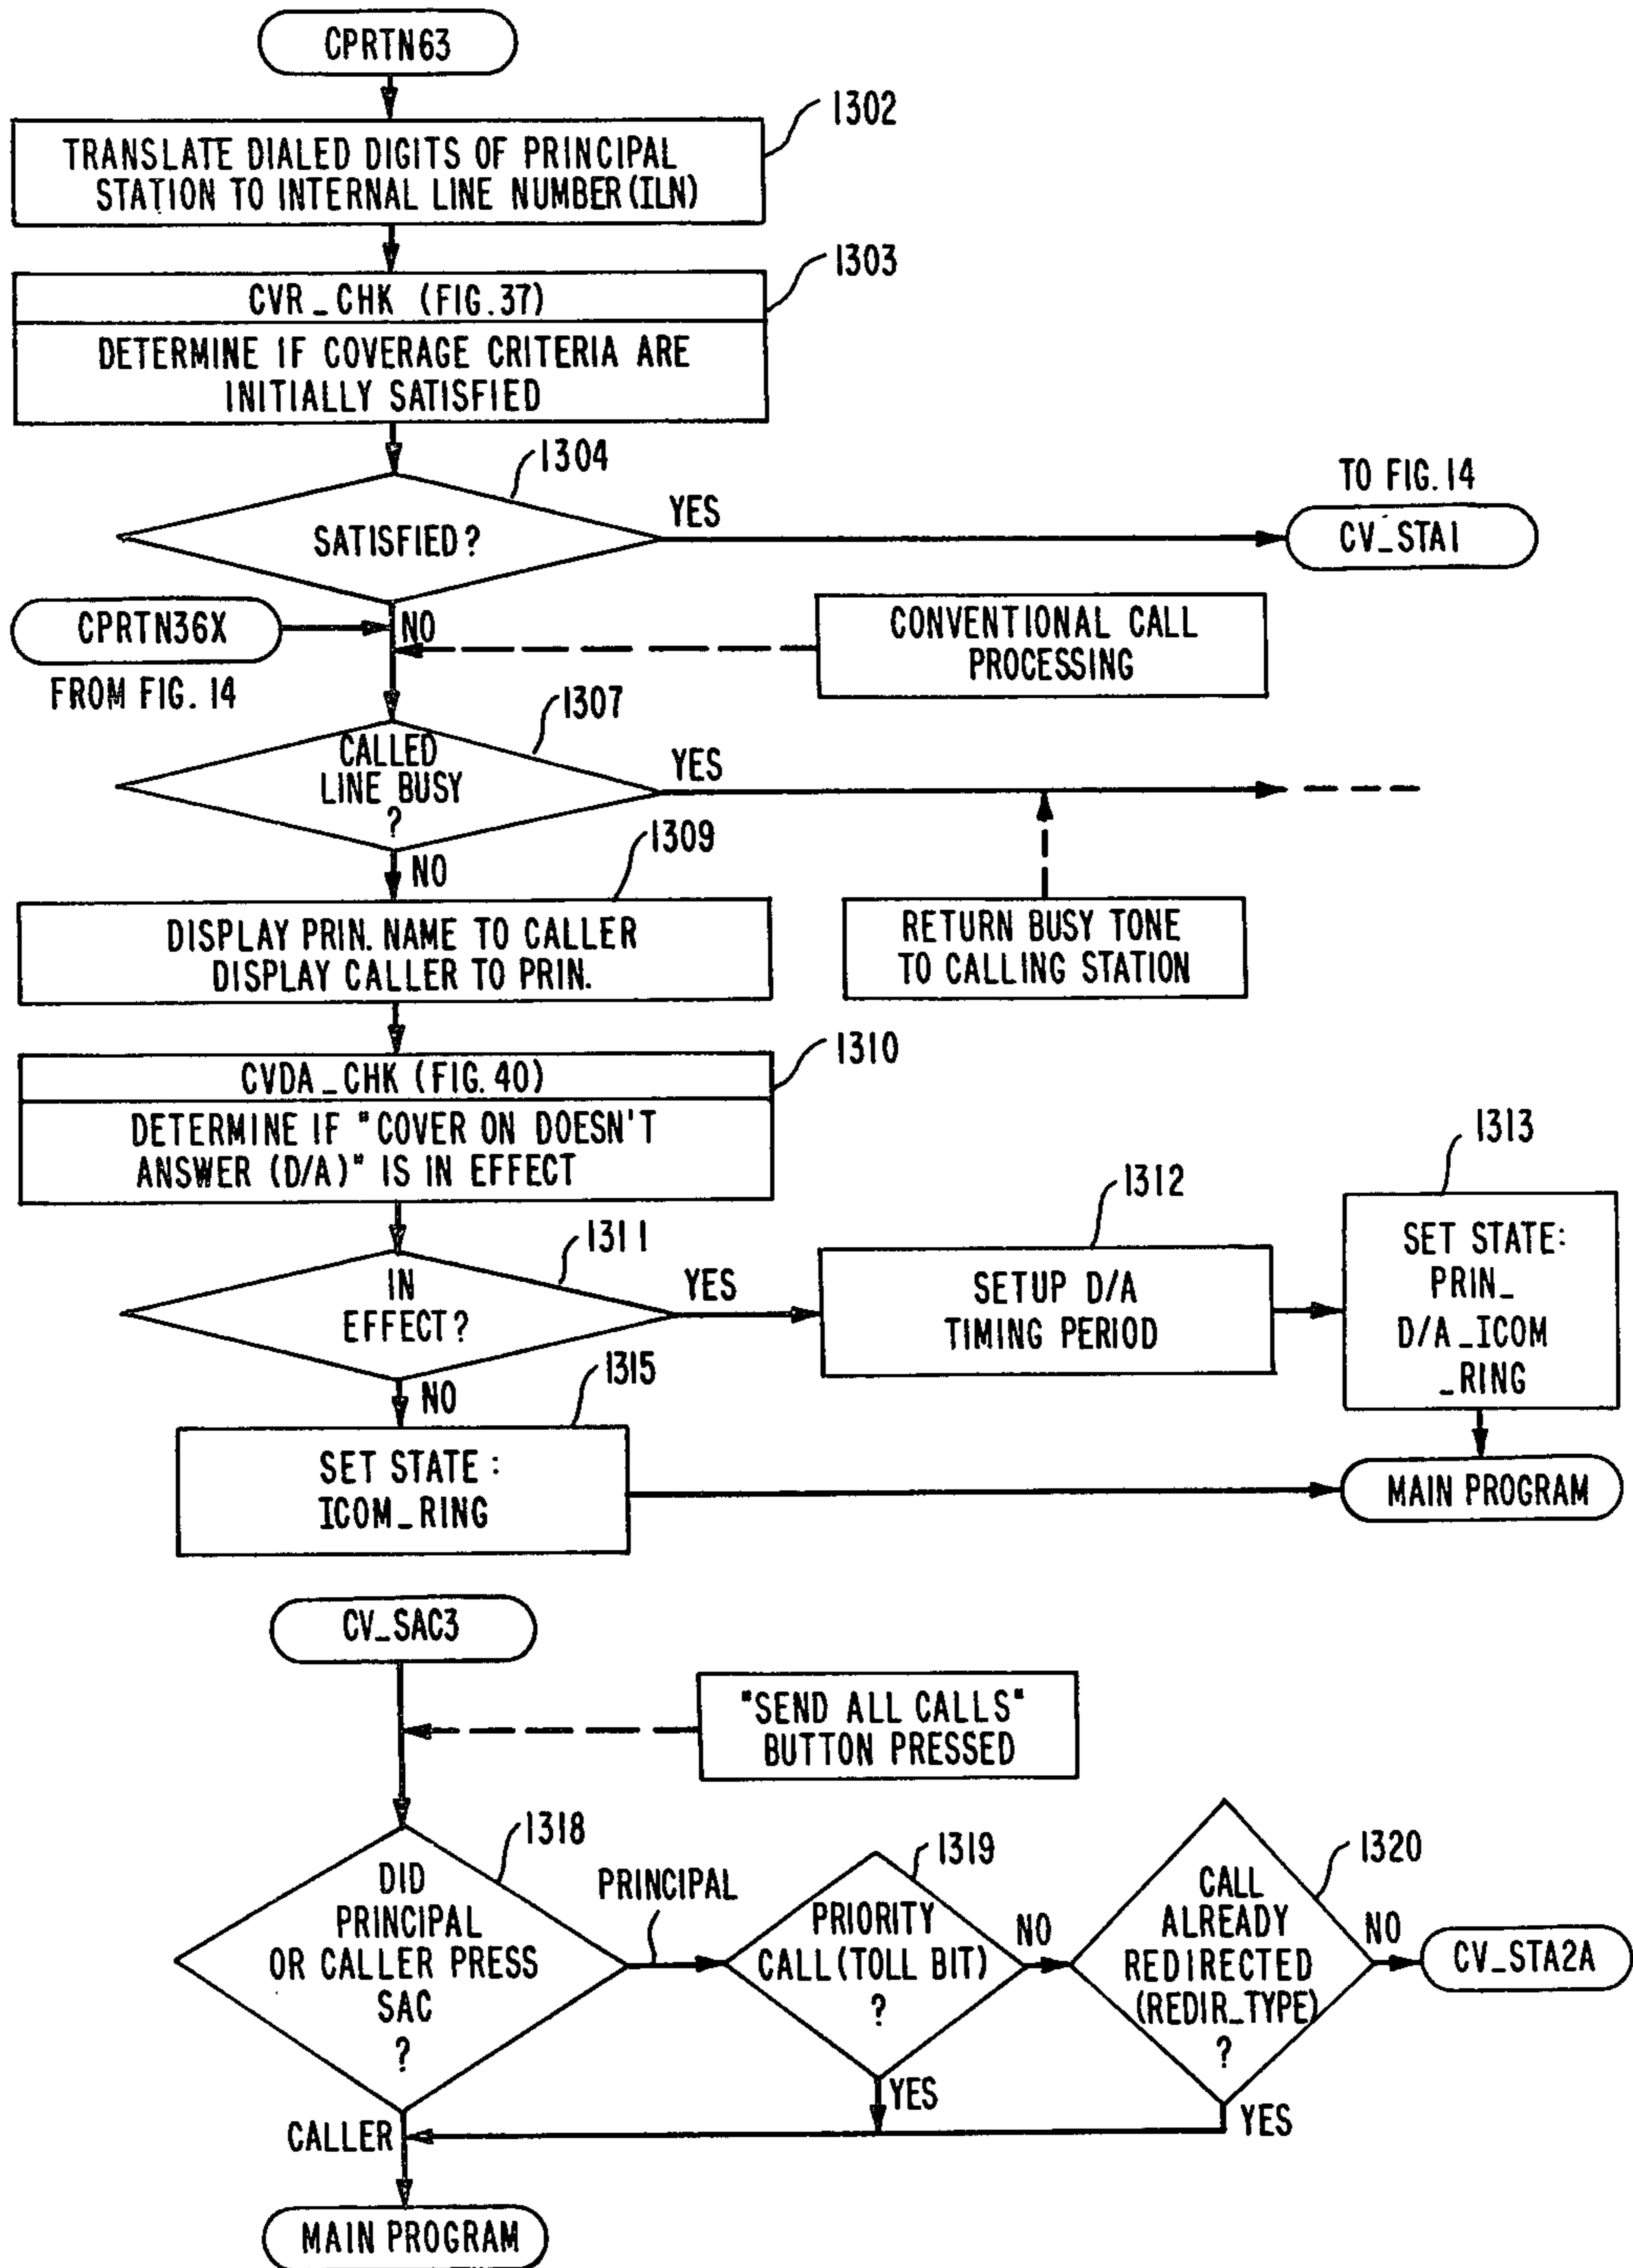 CPRTN63
1302
TRANSLATE DIALED DIGITS OF PRINCIPAL
STATION TO INTERNAL LINE NUMBER(ILN)
1303
CVR_CHK (FIG.37)
DETERMINE IF COVERAGE CRITERIA ARE
INITIALLY SATISFIED
1304
SATISFIED?
YES
TO FIG. 14
CV_STA1
NO
CPRTN36X
FROM FIG. 14
CONVENTIONAL CALL
PROCESSING
1307
CALLED
LINE BUSY
?
YES
NO
1309
DISPLAY PRIN. NAME TO CALLER
DISPLAY CALLER TO PRIN.
RETURN BUSY TONE
TO CALLING STATION
1310
CVDA_CHK (FIG. 40)
DETERMINE IF "COVER ON DOESN'T
ANSWER (D/A)" IS IN EFFECT
1311
IN
EFFECT?
YES
1312
SETUP D/A
TIMING PERIOD
1313
SET STATE:
PRIN_
D/A_ICOM
_RING
NO
1315
SET STATE:
ICOM_RING
MAIN PROGRAM
CV_SAC3
"SEND ALL CALLS"
BUTTON PRESSED
1318
DID
PRINCIPAL
OR CALLER PRESS
SAC
?
PRINCIPAL
1319
PRIORITY
CALL(TOLL BIT)
?
NO
1320
CALL
ALREADY
REDIRECTED
(REDIR_TYPE)
?
NO
CV_STA2A
YES
YES
CALLER
MAIN PROGRAM